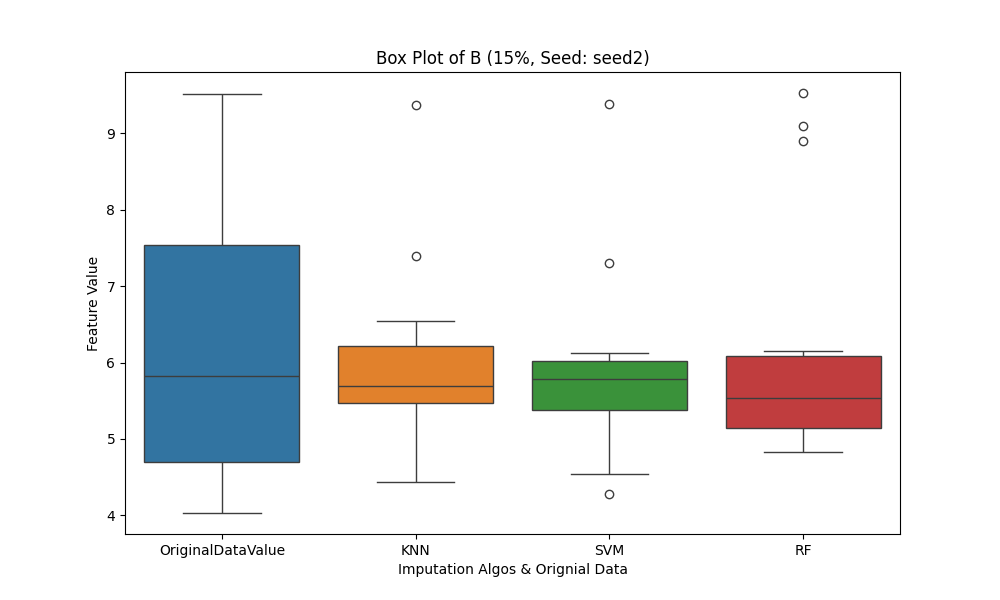 Box Plot of B (15%, Seed: seed2)
Feature Value
9
8
7
6
5
4
OriginalDataValue
KNN
SVM
RF
Imputation Algos & Orignial Data